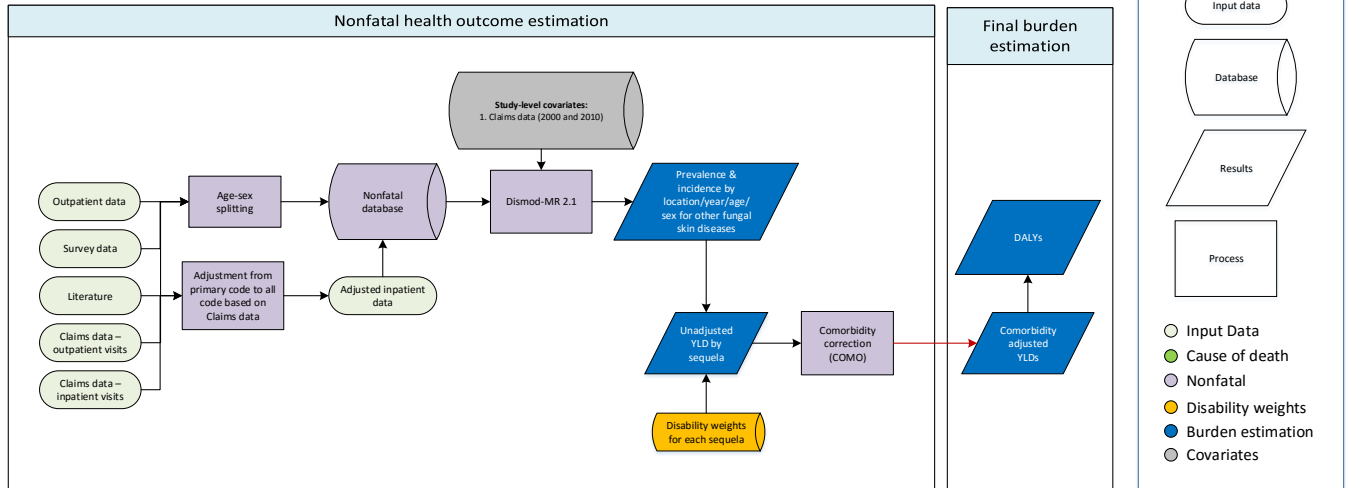 Nonfatal health outcome estimation
Final burden
estimation
Input data
Database
Results
Process
Study-level covariates:
1. Claims data (2000 and 2010)
Outpatient data
Survey data
Literature
Claims data –
outpatient visits
Claims data –
inpatient visits
Age-sex
splitting
Adjustment from
primary code to all
code based on
Claims data
Nonfatal
database
Adjusted inpatient
data
Dismod-MR 2.1
Prevalence &
incidence by
location/year/age/
sex for other fungal
skin diseases
Unadjusted
YLD by
sequela
Disability weights
for each sequela
Comorbidity
correction
(COMO)
DALYs
Comorbidity
adjusted
YLDs
Input Data
Cause of death
Nonfatal
Disability weights
Burden estimation
Covariates